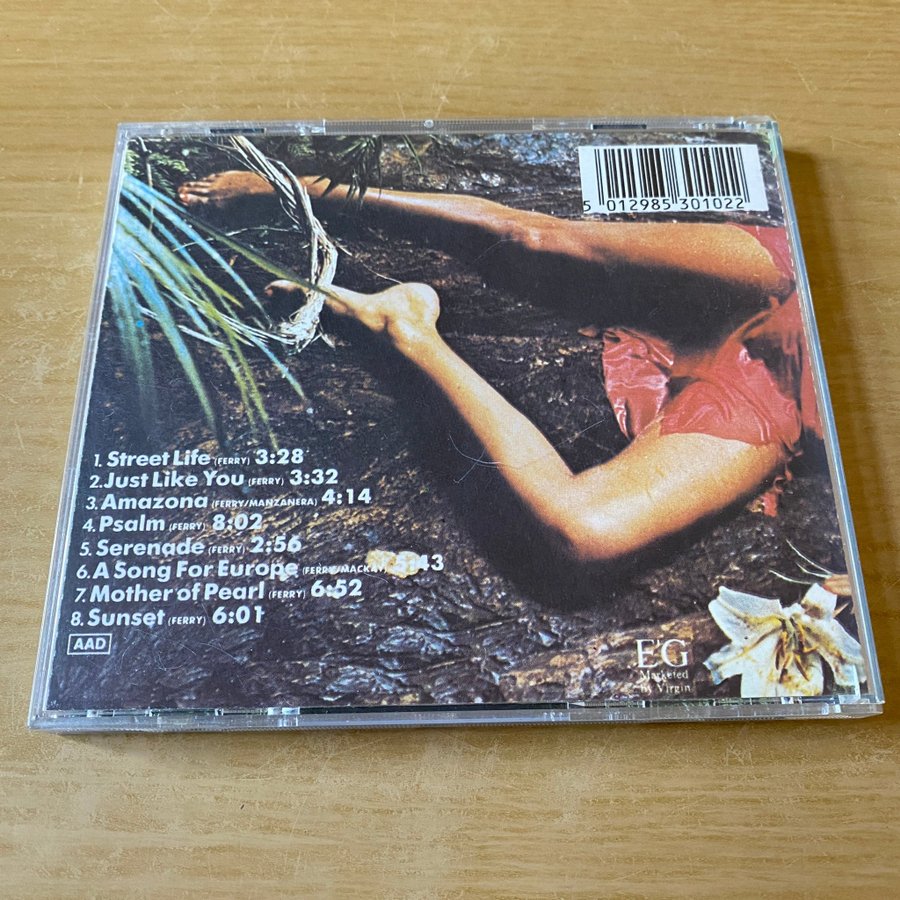 5 012985 301022
1. Street Life (FERRY) 3:28
2. Just Like You (FERRY) 3:32
3. Amazona (FERRY/MANZANERA) 4:14
4. Psalm (FERRY) 8:02
5. Serenade (FERRY) 2:56
6. A Song For Europe (FERRY/MACKAY) 5:43
7. Mother of Pearl (FERRY) 6:52
8. Sunset (FERRY) 6:01
AAD
E'G
Marketed
by Virgin